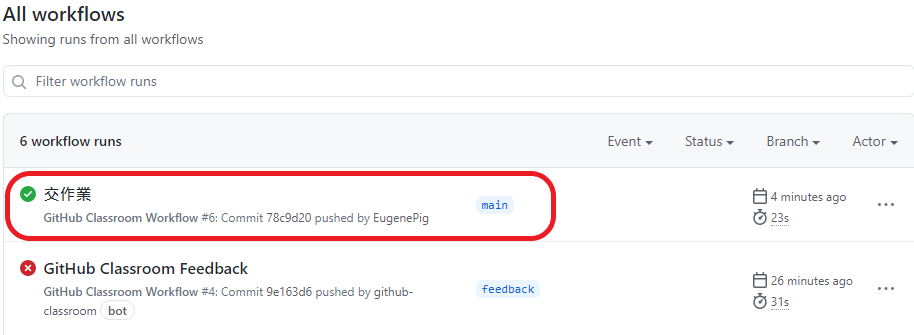 All workflows
Showing runs from all workflows
Filter workflow runs
6 workflow runs Event Status Branch Actor
交作業
main
4 minutes ago
GitHub Classroom Workflow #6: Commit 78c9d20 pushed by EugenePig
23s
GitHub Classroom Feedback
feedback
26 minutes ago
GitHub Classroom Workflow #4: Commit 9e163d6 pushed by github-
31s
classroom bot